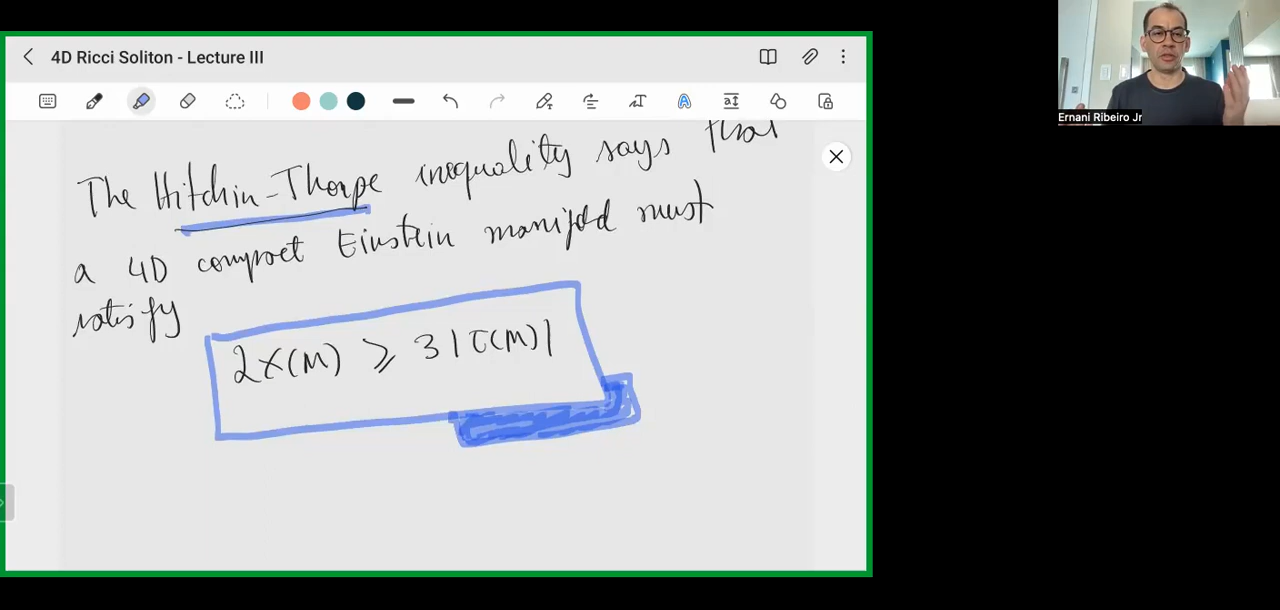 4D Ricci Soliton - Lecture III
Ernani Ribeiro Jr
The Hitchin-Thorpe inequality says that
a 4D compact Einstein manifold must
satisfy
2χ(M) ≥ 3|τ(M)|